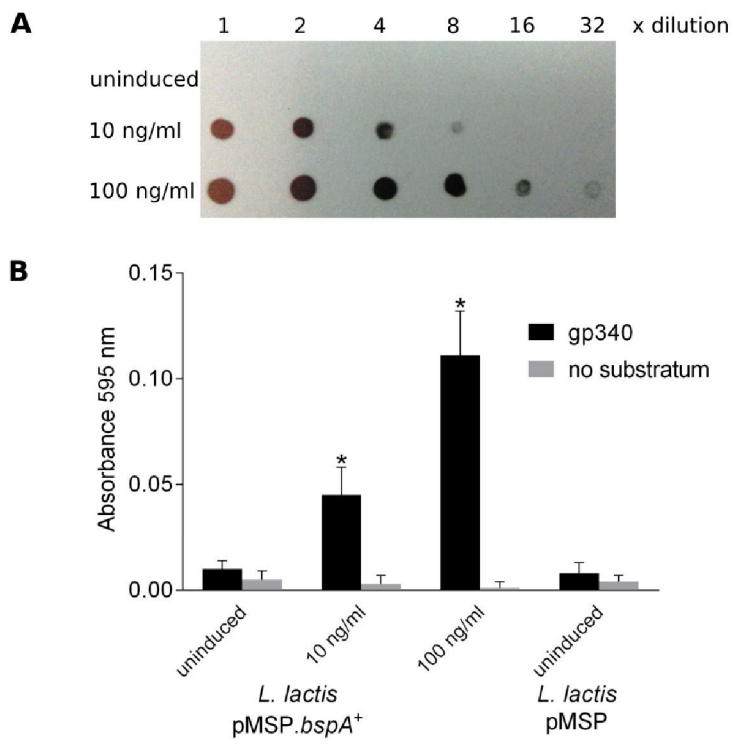 A
1 2 4 8 16 32 x dilution
uninduced
10 ng/ml
100 ng/ml
B
0.15
0.10
0.05
0.00
Absorbance 595 nm
*
*
gp340
no substratum
uninduced
10 ng/ml
100 ng/ml
uninduced
L. lactis
pMSP.bspA+
L. lactis
pMSP